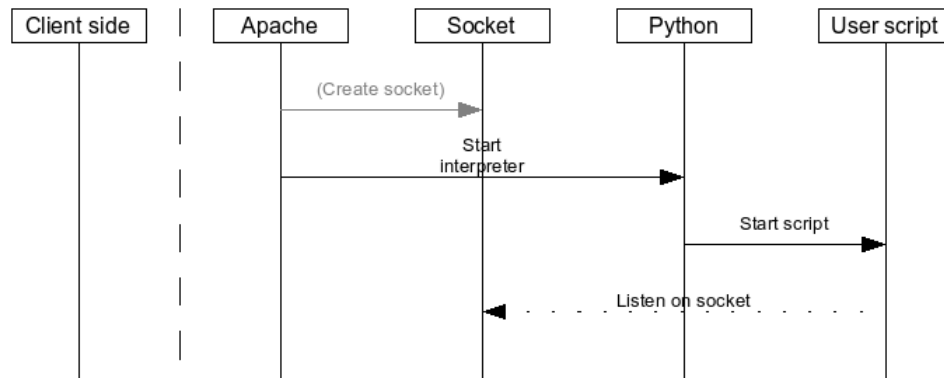 Client side
Apache
Socket
Python
User script
(Create socket)
Start
interpreter
Start script
Listen on socket